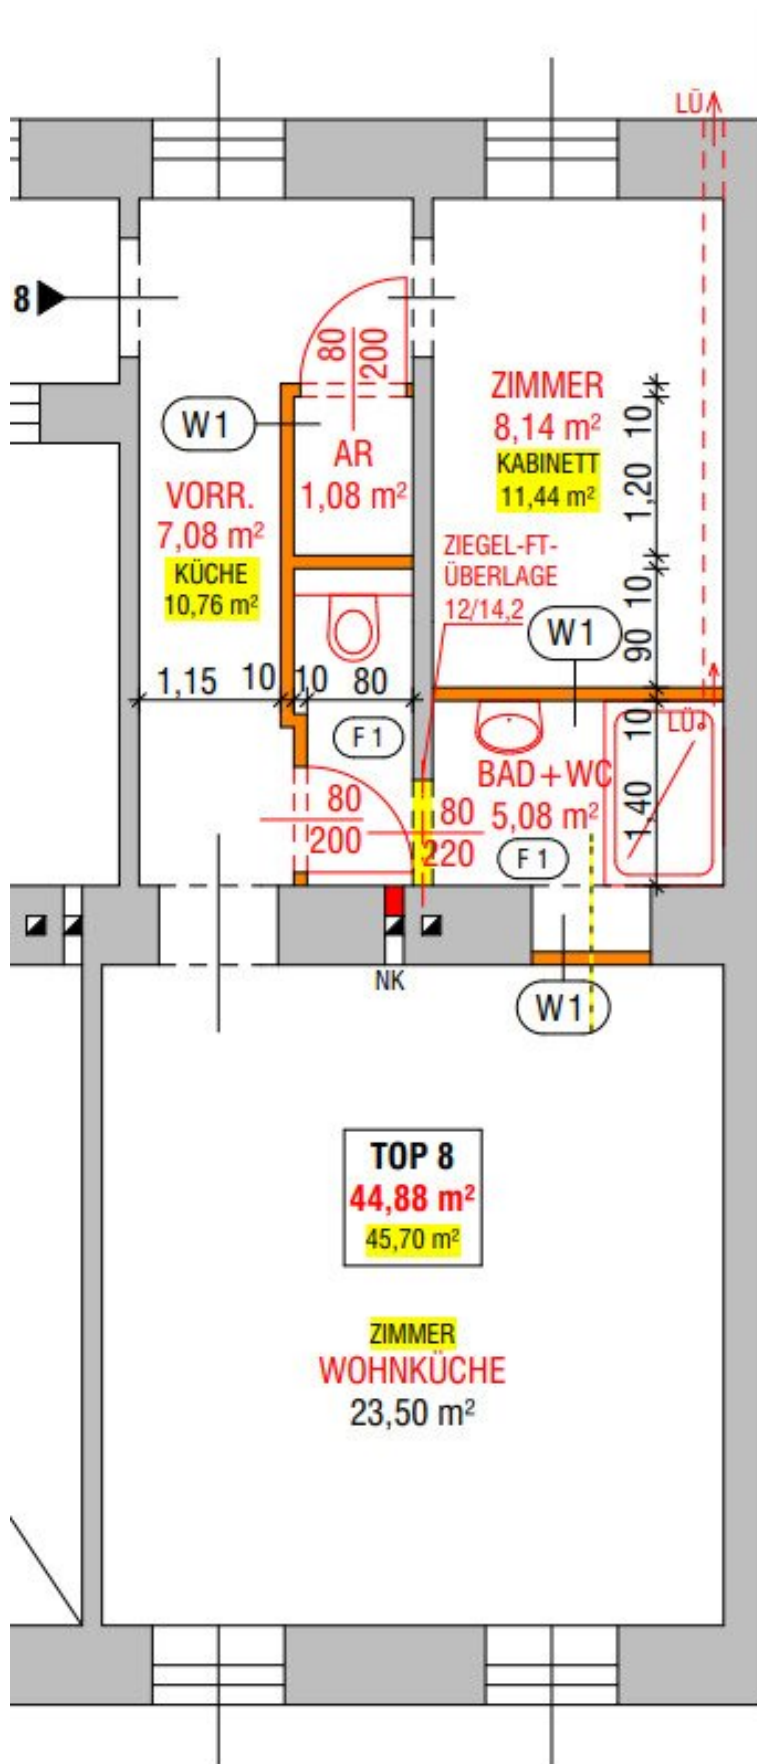 LÜ
8
80
200
ZIMMER
8,14 m²
KABINETT
11,44 m²
10
1,20
10
90
W1
AR
1,08 m²
VORR.
7,08 m²
KÜCHE
10,76 m²
ZIEGEL-FT-
ÜBERLAGE
12/14,2
W1
1,15
10
10
80
F 1
10
LÜ
BAD+WC
5,08 m²
1,40
80
200
80
220
F 1
NK
W1
TOP 8
44,88 m²
45,70 m²
ZIMMER
WOHNKÜCHE
23,50 m²